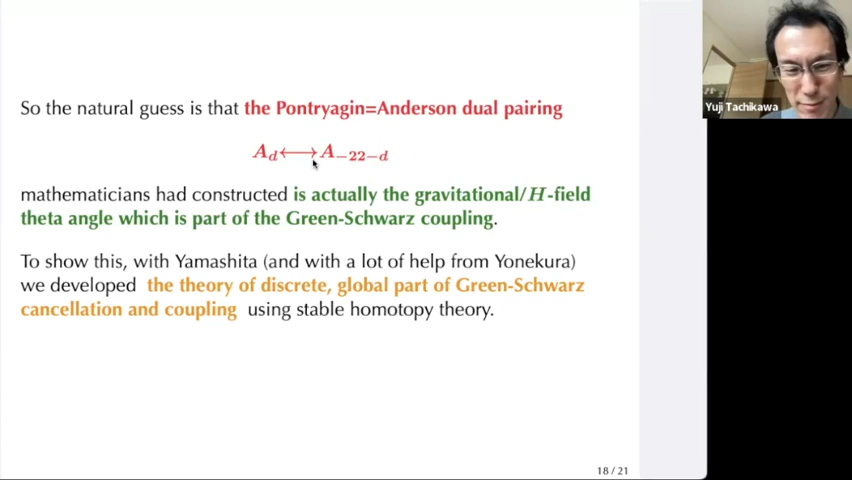 So the natural guess is that the Pontryagin=Anderson dual pairing
A_d ⟷ A_{−22−d}
mathematicians had constructed is actually the gravitational/H-field
theta angle which is part of the Green-Schwarz coupling.
To show this, with Yamashita (and with a lot of help from Yonekura)
we developed the theory of discrete, global part of Green-Schwarz
cancellation and coupling using stable homotopy theory.
18 / 21
Yuji Tachikawa